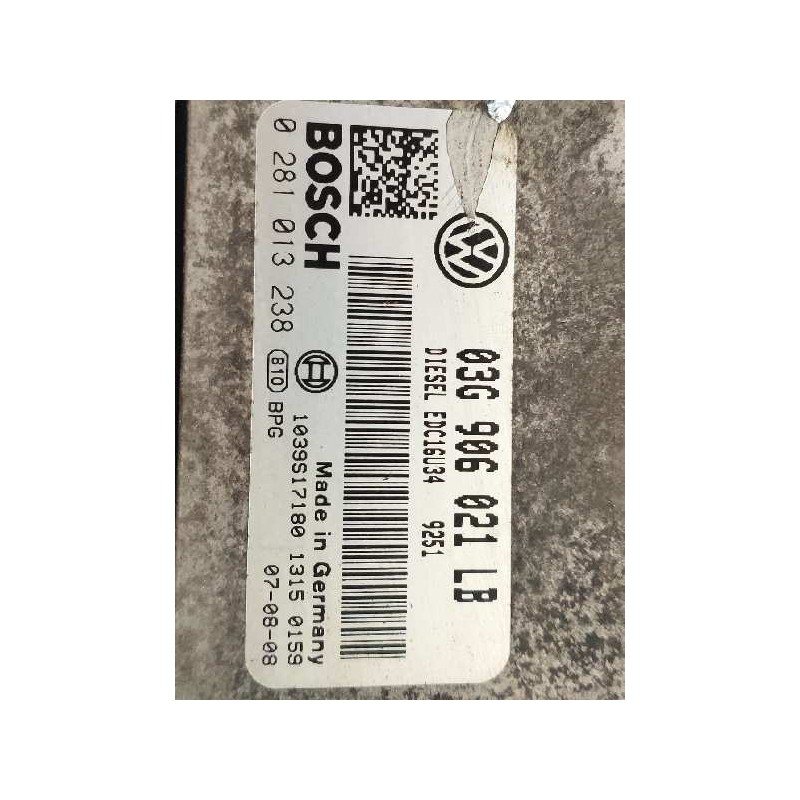 03G 906 021 LB
DIESEL EDC16U34 9251
BOSCH
0 281 013 238
810
BPG
Made in Germany
1039S17180 1315 0159
07-08-08